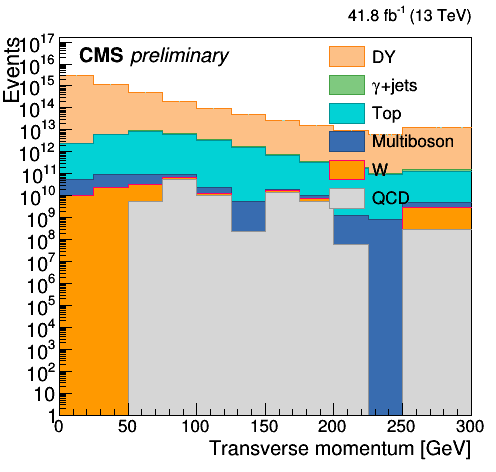 41.8 fb⁻¹ (13 TeV)
CMS preliminary
Events
10¹⁷
10¹⁶
10¹⁵
10¹⁴
10¹³
10¹²
10¹¹
10¹⁰
10⁹
10⁸
10⁷
10⁶
10⁵
10⁴
10³
10²
10
1
DY
γ+jets
Top
Multiboson
W
QCD
0 50 100 150 200 250 300
Transverse momentum [GeV]